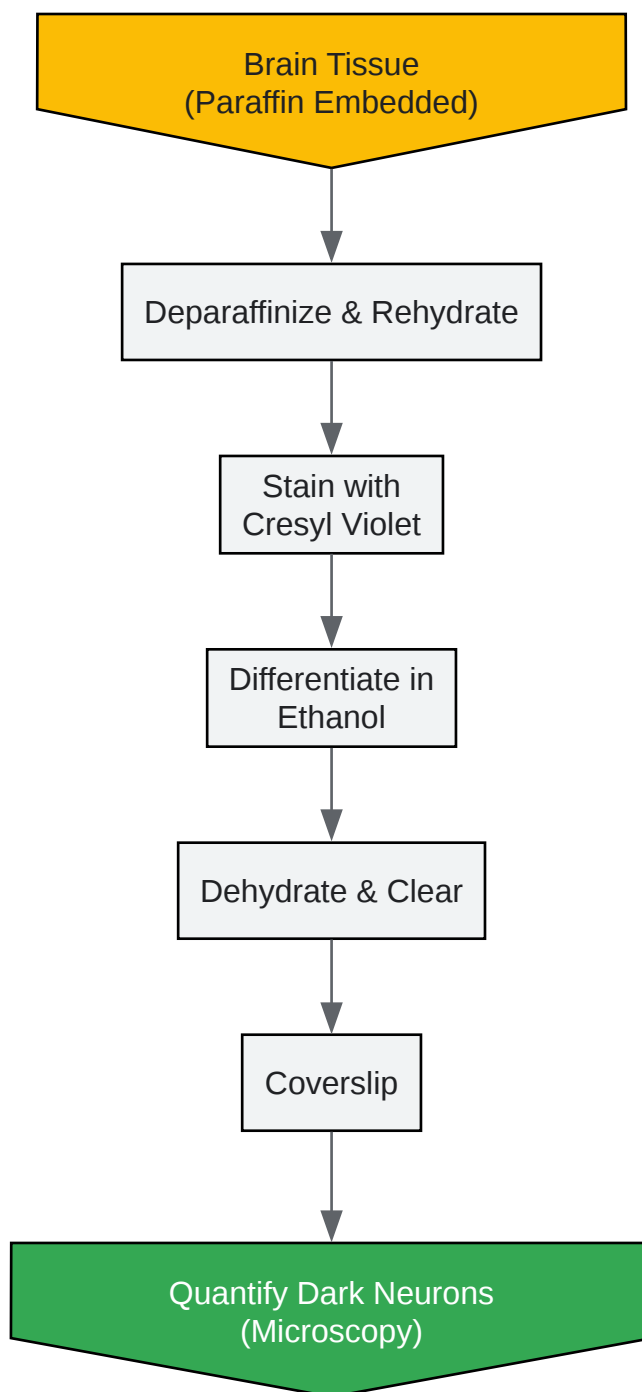 Brain Tissue
(Paraffin Embedded)
Deparaffinize & Rehydrate
Stain with
Cresyl Violet
Differentiate in
Ethanol
Dehydrate & Clear
Coverslip
Quantify Dark Neurons
(Microscopy)